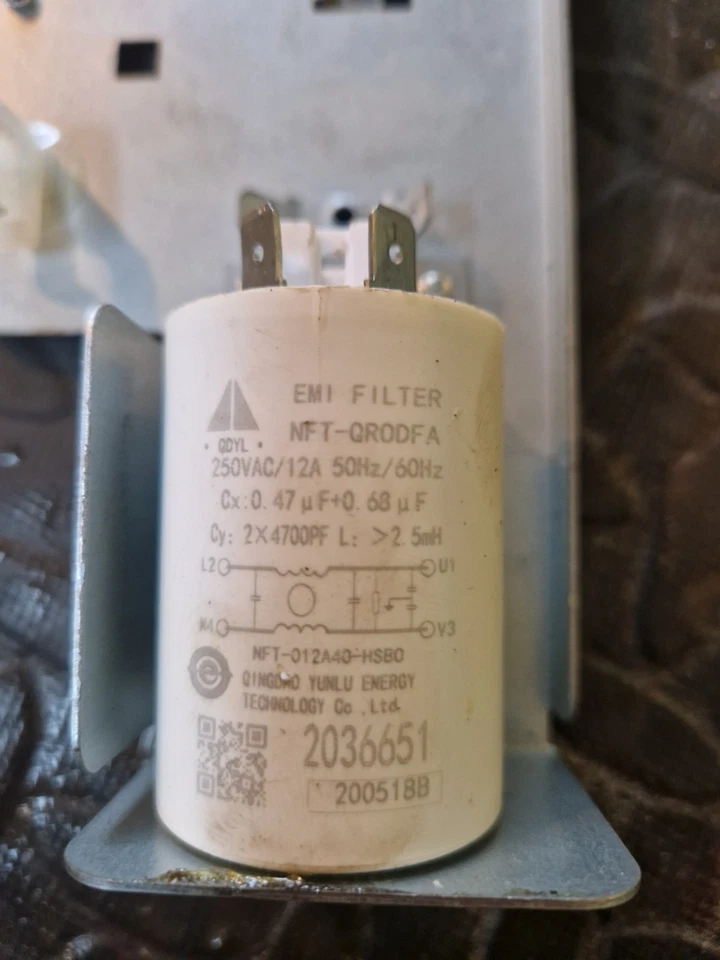 EMI FILTER
NFT-QRODFA
QDYL
250VAC/12A 50Hz/60Hz
Cx:0.47μF+0.68μF
Cy: 2×4700PF L: >2.5mH
L2 U1
N4 V3
NFT-012A40-HSB0
QINGDAO YUNLU ENERGY
TECHNOLOGY Co.,Ltd.
2036651
200518B